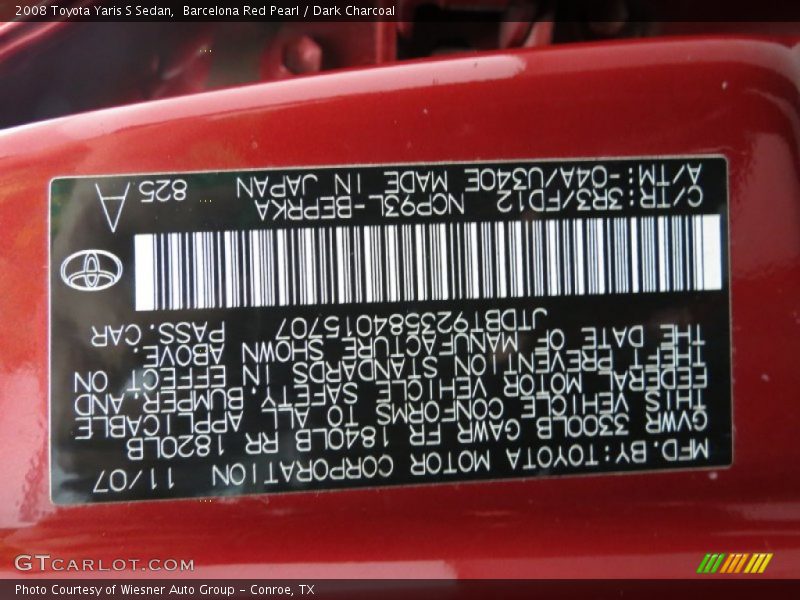 2008 Toyota Yaris S Sedan,  Barcelona Red Pearl / Dark Charcoal
MFD.BY:TOYOTA MOTOR CORPORATION 11/07
GVWR 3300LB GAWR FR 1840LB RR 1820LB
THIS VEHICLE CONFORMS TO ALL APPLICABLE
FEDERAL MOTOR VEHICLE SAFETY, BUMPER, AND
THEFT PREVENTION STANDARDS IN EFFECT ON
THE DATE OF MANUFACTURE SHOWN ABOVE.
JTDBT923584015707 PASS.CAR
C/TR:3R3/FD12 NCP93L-BEPRKA
A/TM:-04A/U340E MADE IN JAPAN 825 A
GTCARLOT.COM
Photo Courtesy of Wiesner Auto Group - Conroe, TX